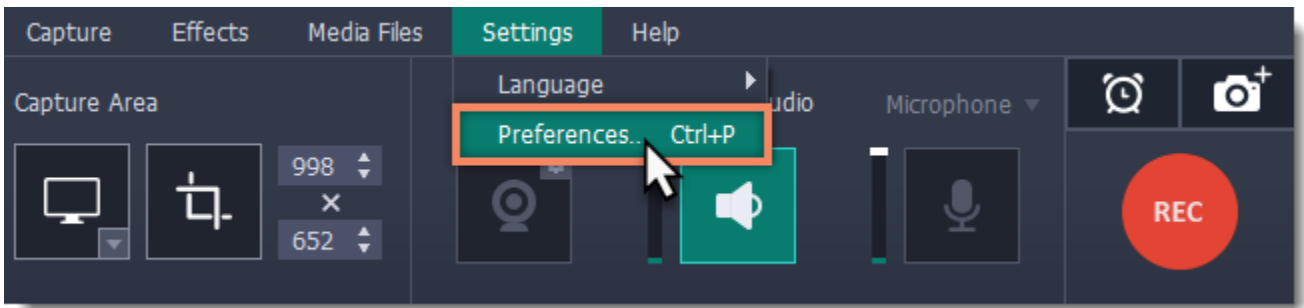 Capture Effects Media Files Settings Help
Language
Capture Area
udio Microphone
Preferences... Ctrl+P
998
×
652
REC